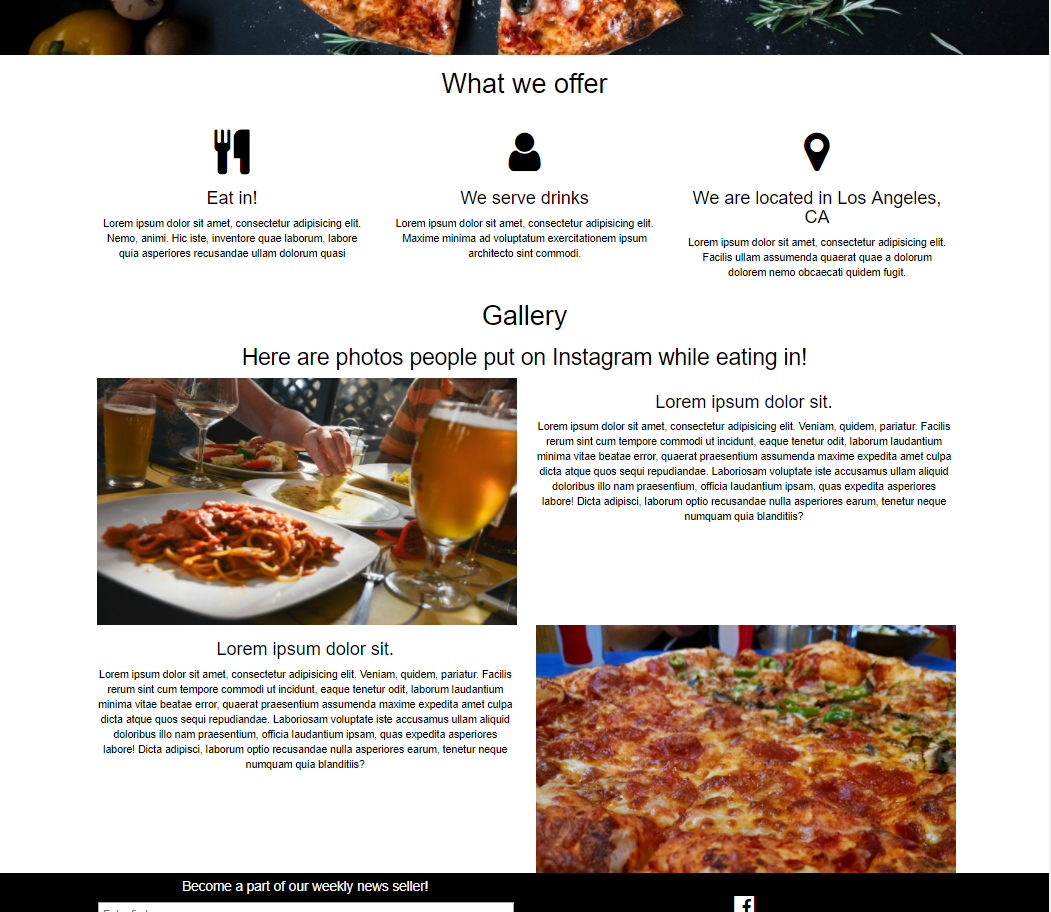 What we offer
Eat in!
Lorem ipsum dolor sit amet, consectetur adipisicing elit.
Nemo, animi. Hic iste, inventore quae laborum, labore
quia asperiores recusandae ullam dolorum quasi
We serve drinks
Lorem ipsum dolor sit amet, consectetur adipisicing elit.
Maxime minima ad voluptatum exercitationem ipsum
architecto sint commodi.
We are located in Los Angeles,
CA
Lorem ipsum dolor sit amet, consectetur adipisicing elit.
Facilis ullam assumenda quaerat quae a dolorum
dolorem nemo obcaecati quidem fugit.
Gallery
Here are photos people put on Instagram while eating in!
Lorem ipsum dolor sit.
Lorem ipsum dolor sit amet, consectetur adipisicing elit. Veniam, quidem, pariatur. Facilis
rerum sint cum tempore commodi ut incidunt, eaque tenetur odit, laborum laudantium
minima vitae beatae error, quaerat praesentium assumenda maxime expedita amet culpa
dicta atque quos sequi repudiandae. Laboriosam voluptate iste accusamus ullam aliquid
doloribus illo nam praesentium, officia laudantium ipsam, quas expedita asperiores
labore! Dicta adipisci, laborum optio recusandae nulla asperiores earum, tenetur neque
numquam quia blanditiis?
Lorem ipsum dolor sit.
Lorem ipsum dolor sit amet, consectetur adipisicing elit. Veniam, quidem, pariatur. Facilis
rerum sint cum tempore commodi ut incidunt, eaque tenetur odit, laborum laudantium
minima vitae beatae error, quaerat praesentium assumenda maxime expedita amet culpa
dicta atque quos sequi repudiandae. Laboriosam voluptate iste accusamus ullam aliquid
doloribus illo nam praesentium, officia laudantium ipsam, quas expedita asperiores
labore! Dicta adipisci, laborum optio recusandae nulla asperiores earum, tenetur neque
numquam quia blanditiis?
Become a part of our weekly news seller!